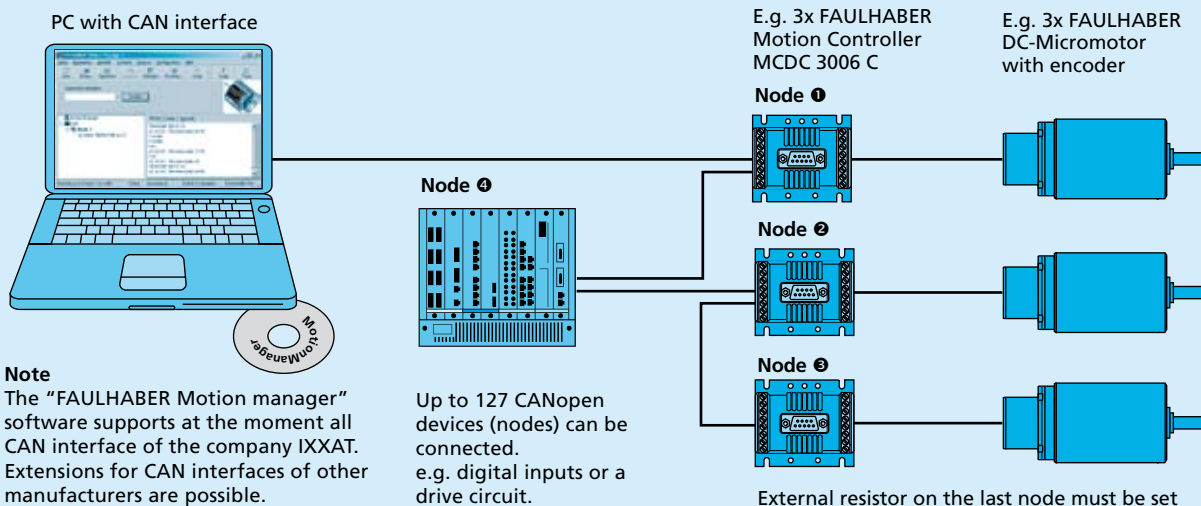 PC with CAN interface
E.g. 3x FAULHABER
Motion Controller
MCDC 3006 C
E.g. 3x FAULHABER
DC-Micromotor
with encoder
Node ❶
Node ❹
Node ❷
Node ❸
MotionManager
Note
The “FAULHABER Motion manager”
software supports at the moment all
CAN interface of the company IXXAT.
Extensions for CAN interfaces of other
manufacturers are possible.
Up to 127 CANopen
devices (nodes) can be
connected.
e.g. digital inputs or a
drive circuit.
External resistor on the last node must be set